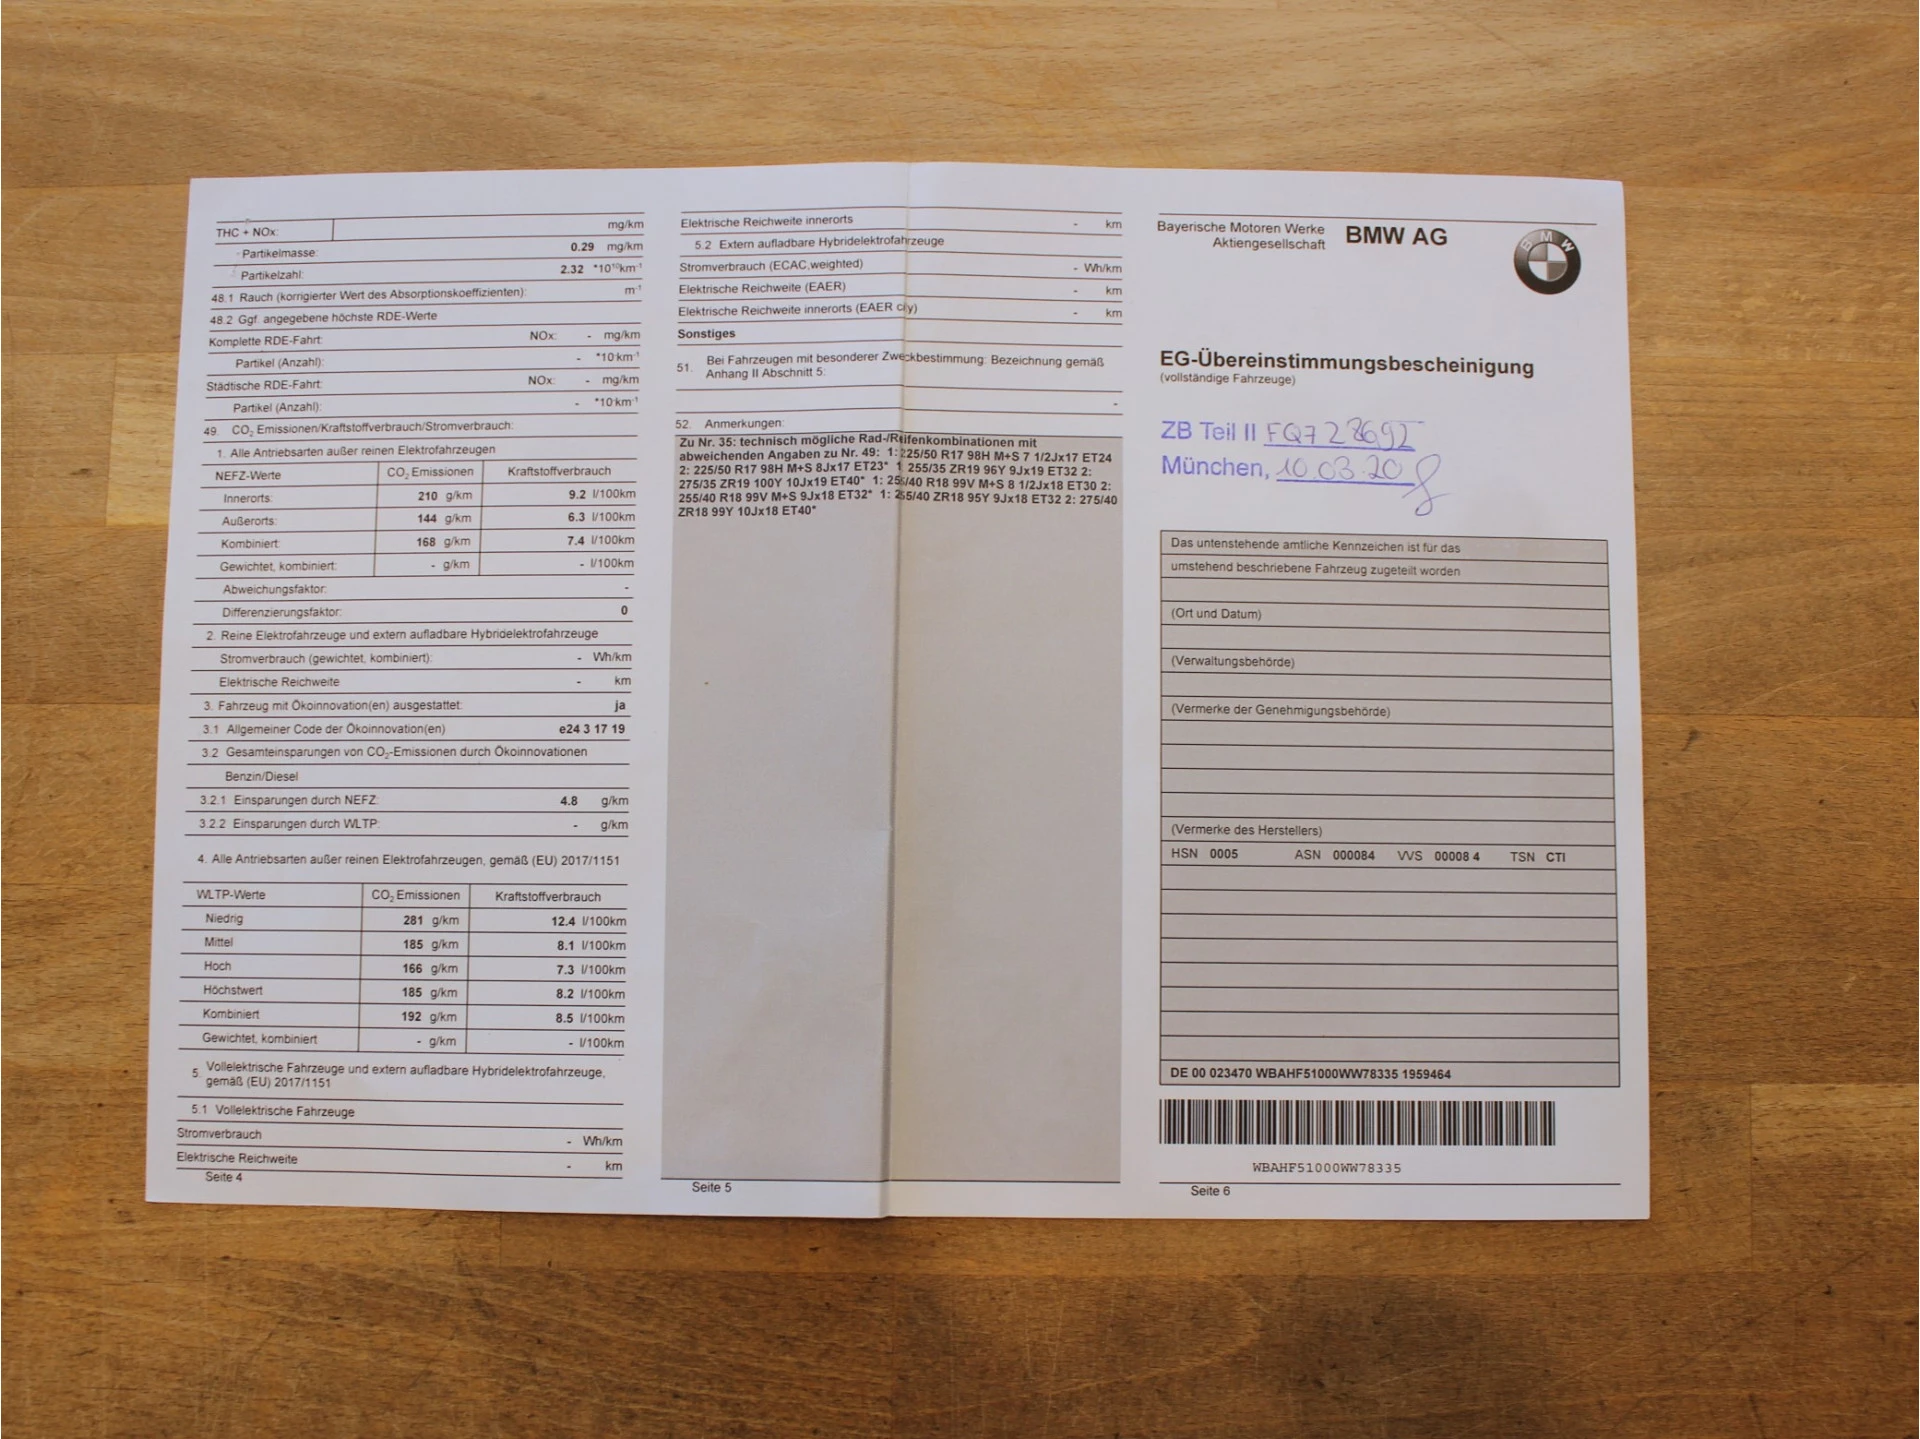 THC + NOx: mg/km
Partikelmasse: 0.29 mg/km
Partikelzahl: 2.32 *10¹⁰km⁻¹
48.1 Rauch (korrigierter Wert des Absorptionskoeffizienten): m⁻¹
48.2 Ggf. angegebene höchste RDE-Werte
Komplette RDE-Fahrt: NOx: - mg/km
Partikel (Anzahl): - *10·km⁻¹
Städtische RDE-Fahrt: NOx: - mg/km
Partikel (Anzahl): - *10·km⁻¹
49. CO₂ Emissionen/Kraftstoffverbrauch/Stromverbrauch:
1. Alle Antriebsarten außer reinen Elektrofahrzeugen
NEFZ-Werte CO₂ Emissionen Kraftstoffverbrauch
Innerorts: 210 g/km 9.2 l/100km
Außerorts: 144 g/km 6.3 l/100km
Kombiniert: 168 g/km 7.4 l/100km
Gewichtet, kombiniert: - g/km - l/100km
Abweichungsfaktor: -
Differenzierungsfaktor: 0
2. Reine Elektrofahrzeuge und extern aufladbare Hybridelektrofahrzeuge
Stromverbrauch (gewichtet, kombiniert): - Wh/km
Elektrische Reichweite - km
3. Fahrzeug mit Ökoinnovation(en) ausgestattet: ja
3.1 Allgemeiner Code der Ökoinnovation(en) e24 3 17 19
3.2 Gesamteinsparungen von CO₂-Emissionen durch Ökoinnovationen
Benzin/Diesel
3.2.1 Einsparungen durch NEFZ: 4.8 g/km
3.2.2 Einsparungen durch WLTP: - g/km
4. Alle Antriebsarten außer reinen Elektrofahrzeugen, gemäß (EU) 2017/1151
WLTP-Werte CO₂ Emissionen Kraftstoffverbrauch
Niedrig 281 g/km 12.4 l/100km
Mittel 185 g/km 8.1 l/100km
Hoch 166 g/km 7.3 l/100km
Höchstwert 185 g/km 8.2 l/100km
Kombiniert 192 g/km 8.5 l/100km
Gewichtet, kombiniert - g/km - l/100km
5. Vollelektrische Fahrzeuge und extern aufladbare Hybridelektrofahrzeuge,
gemäß (EU) 2017/1151
5.1 Vollelektrische Fahrzeuge
Stromverbrauch - Wh/km
Elektrische Reichweite - km
Seite 4
Elektrische Reichweite innerorts - km
5.2 Extern aufladbare Hybridelektrofahrzeuge
Stromverbrauch (ECAC,weighted) - Wh/km
Elektrische Reichweite (EAER) - km
Elektrische Reichweite innerorts (EAER city) - km
Sonstiges
51. Bei Fahrzeugen mit besonderer Zweckbestimmung: Bezeichnung gemäß
Anhang II Abschnitt 5:
-
52. Anmerkungen:
Zu Nr. 35: technisch mögliche Rad-/Reifenkombinationen mit
abweichenden Angaben zu Nr. 49: 1: 225/50 R17 98H M+S 7 1/2Jx17 ET24
2: 225/50 R17 98H M+S 8Jx17 ET23* 1 255/35 ZR19 96Y 9Jx19 ET32 2:
275/35 ZR19 100Y 10Jx19 ET40* 1: 255/40 R18 99V M+S 8 1/2Jx18 ET30 2:
255/40 R18 99V M+S 9Jx18 ET32* 1: 255/40 ZR18 95Y 9Jx18 ET32 2: 275/40
ZR18 99Y 10Jx18 ET40*
Seite 5
Bayerische Motoren Werke
Aktiengesellschaft
BMW AG
BMW
EG-Übereinstimmungsbescheinigung
(vollständige Fahrzeuge)
ZB Teil II FQ728692
München, 10.03.20
Das untenstehende amtliche Kennzeichen ist für das
umstehend beschriebene Fahrzeug zugeteilt worden
(Ort und Datum)
(Verwaltungsbehörde)
(Vermerke der Genehmigungsbehörde)
(Vermerke des Herstellers)
HSN 0005 ASN 000084 VVS 00008 4 TSN CTI
DE 00 023470 WBAHF51000WW78335 1959464
WBAHF51000WW78335
Seite 6